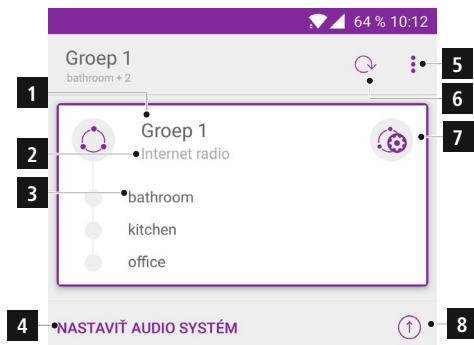 64 % 10:12
Groep 1
bathroom + 2
5
6
1
Groep 1
7
2
Internet radio
3
bathroom
kitchen
office
4
NASTAVIŤ AUDIO SYSTÉM
8